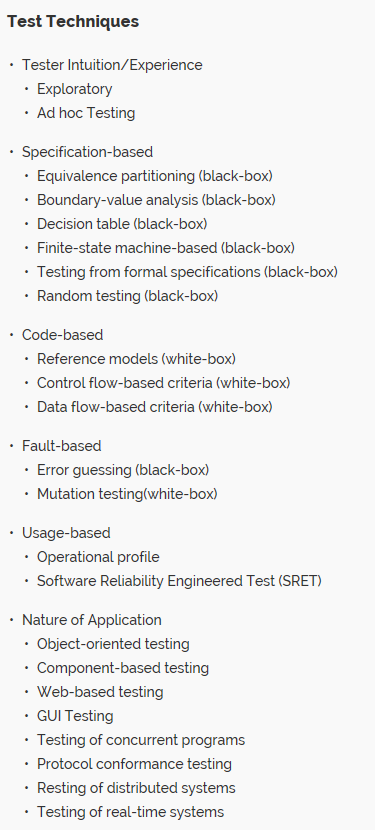 Test Techniques
• Tester Intuition/Experience
• Exploratory
• Ad hoc Testing
• Specification-based
• Equivalence partitioning (black-box)
• Boundary-value analysis (black-box)
• Decision table (black-box)
• Finite-state machine-based (black-box)
• Testing from formal specifications (black-box)
• Random testing (black-box)
• Code-based
• Reference models (white-box)
• Control flow-based criteria (white-box)
• Data flow-based criteria (white-box)
• Fault-based
• Error guessing (black-box)
• Mutation testing(white-box)
• Usage-based
• Operational profile
• Software Reliability Engineered Test (SRET)
• Nature of Application
• Object-oriented testing
• Component-based testing
• Web-based testing
• GUI Testing
• Testing of concurrent programs
• Protocol conformance testing
• Resting of distributed systems
• Testing of real-time systems